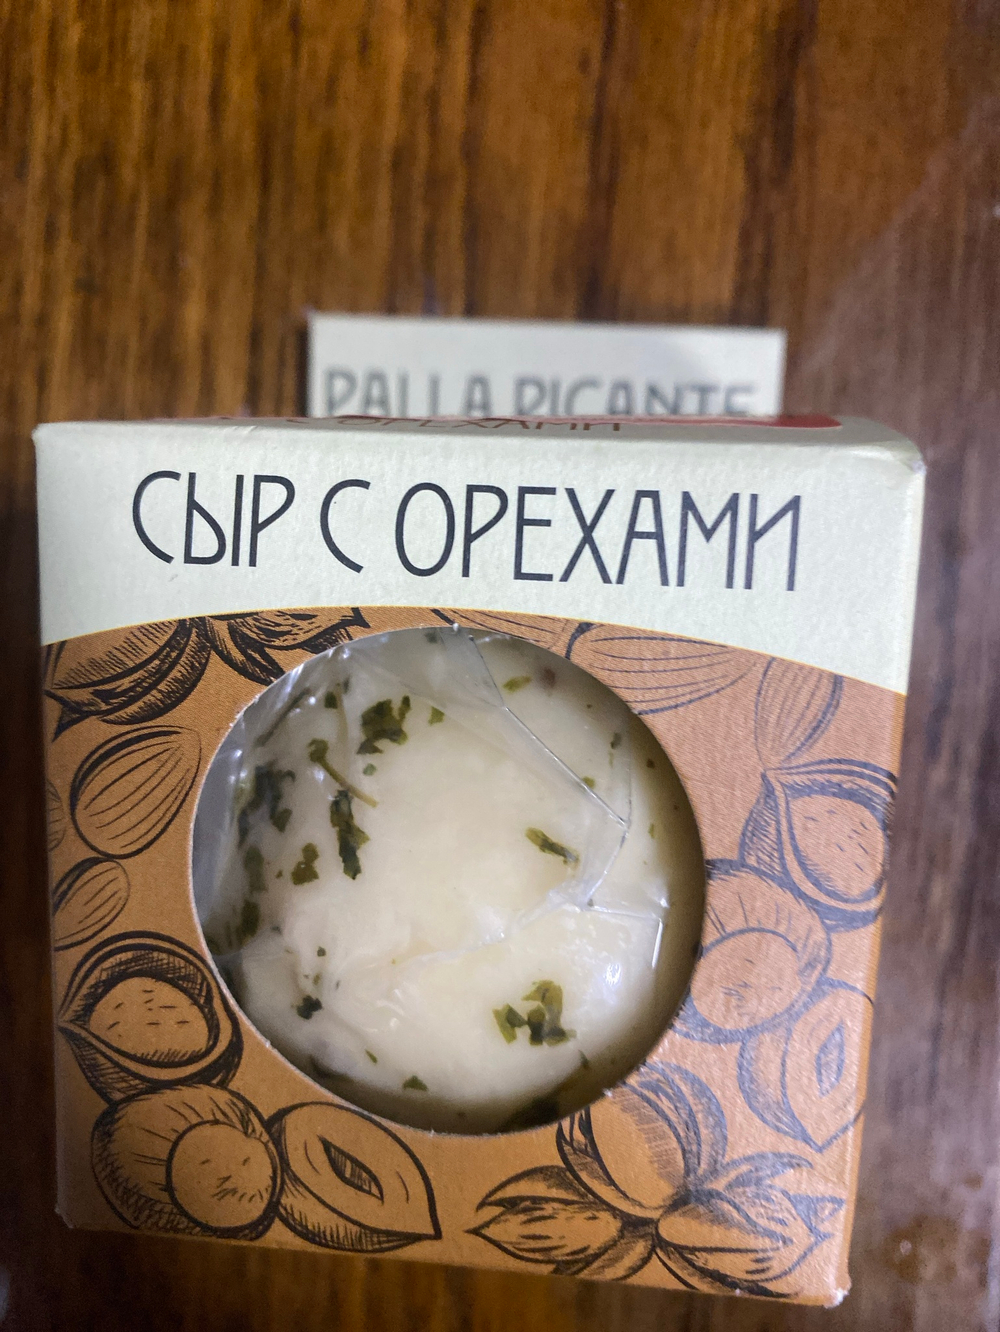 PALLA PICANTE
С ОРЕХАМИ
СЫР С ОРЕХАМИ